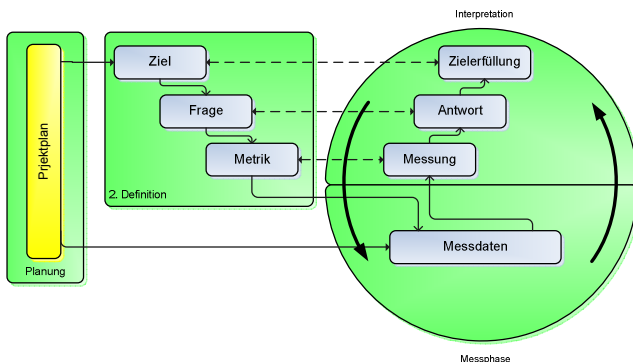 Interpretation
Prjektplan
Planung
Ziel
Frage
Metrik
2. Definition
Zielerfüllung
Antwort
Messung
Messdaten
Messphase